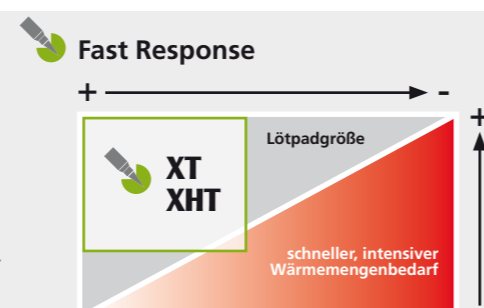 Fast Response
+ -
+
Lötpadgröße
XT
XHT
schneller, intensiver
Wärmemengenbedarf